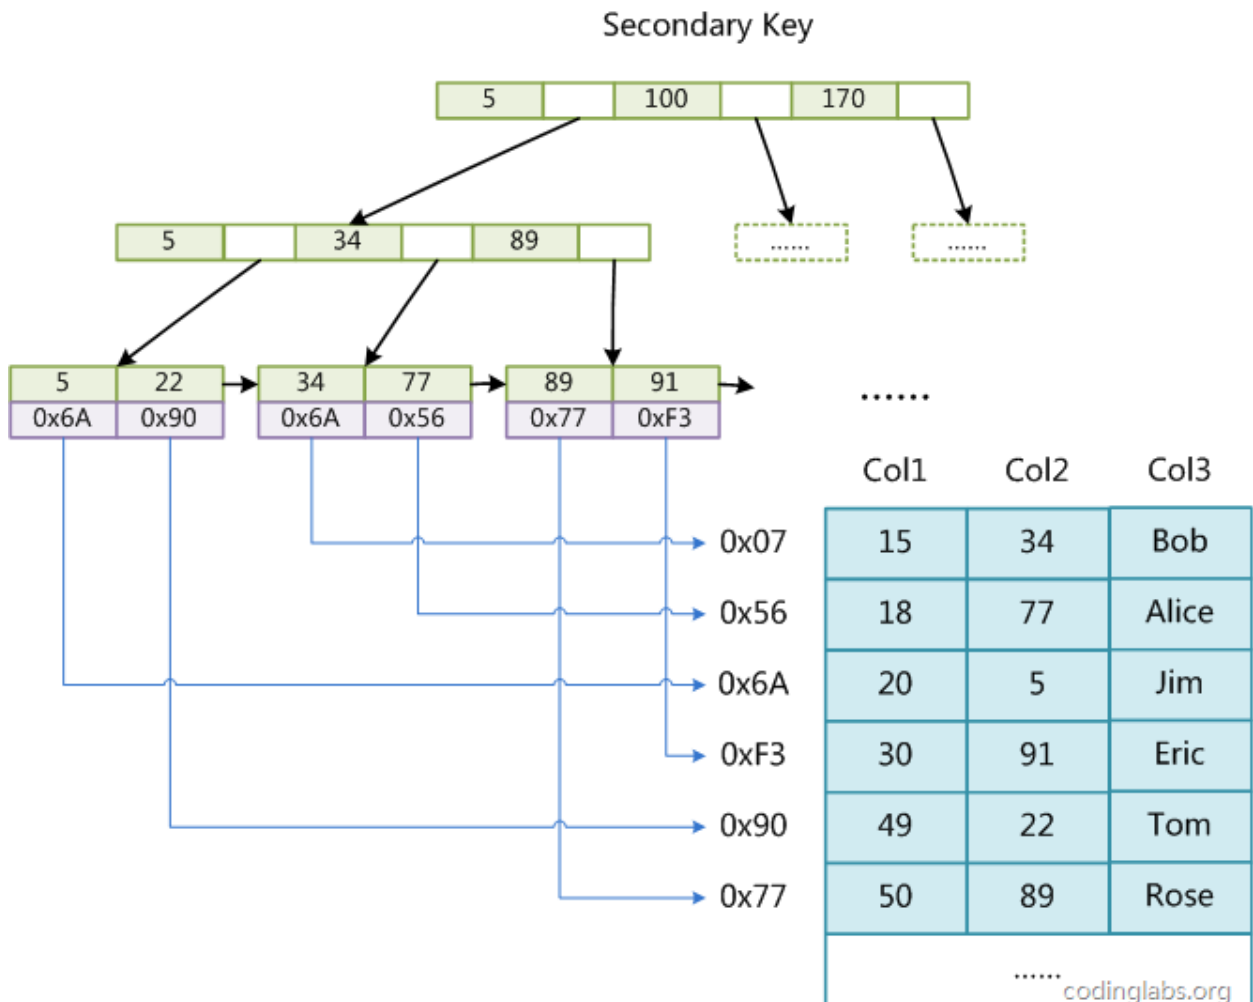 Secondary Key
5 100 170
5 34 89
...... ......
5 22 34 77 89 91
0x6A 0x90 0x6A 0x56 0x77 0xF3
......
Col1 Col2 Col3
0x07 15 34 Bob
0x56 18 77 Alice
0x6A 20 5 Jim
0xF3 30 91 Eric
0x90 49 22 Tom
0x77 50 89 Rose
......
codinglabs.org